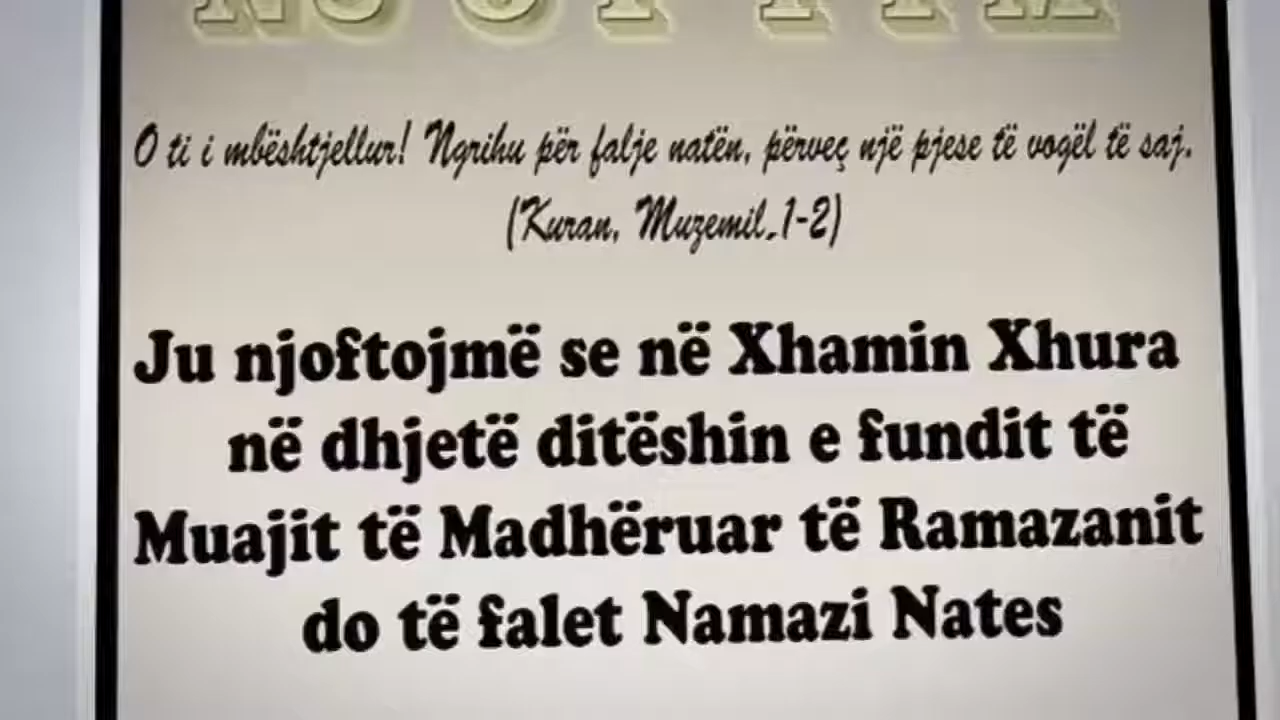 NJOFTIM
O ti i mbështjellur! Ngrihu për falje natën, përveç një pjese të vogël të saj.
(Kuran, Muzemil,1-2)
Ju njoftojmë se në Xhamin Xhura
në dhjetë ditëshin e fundit të
Muajit të Madhëruar të Ramazanit
do të falet Namazi Nates